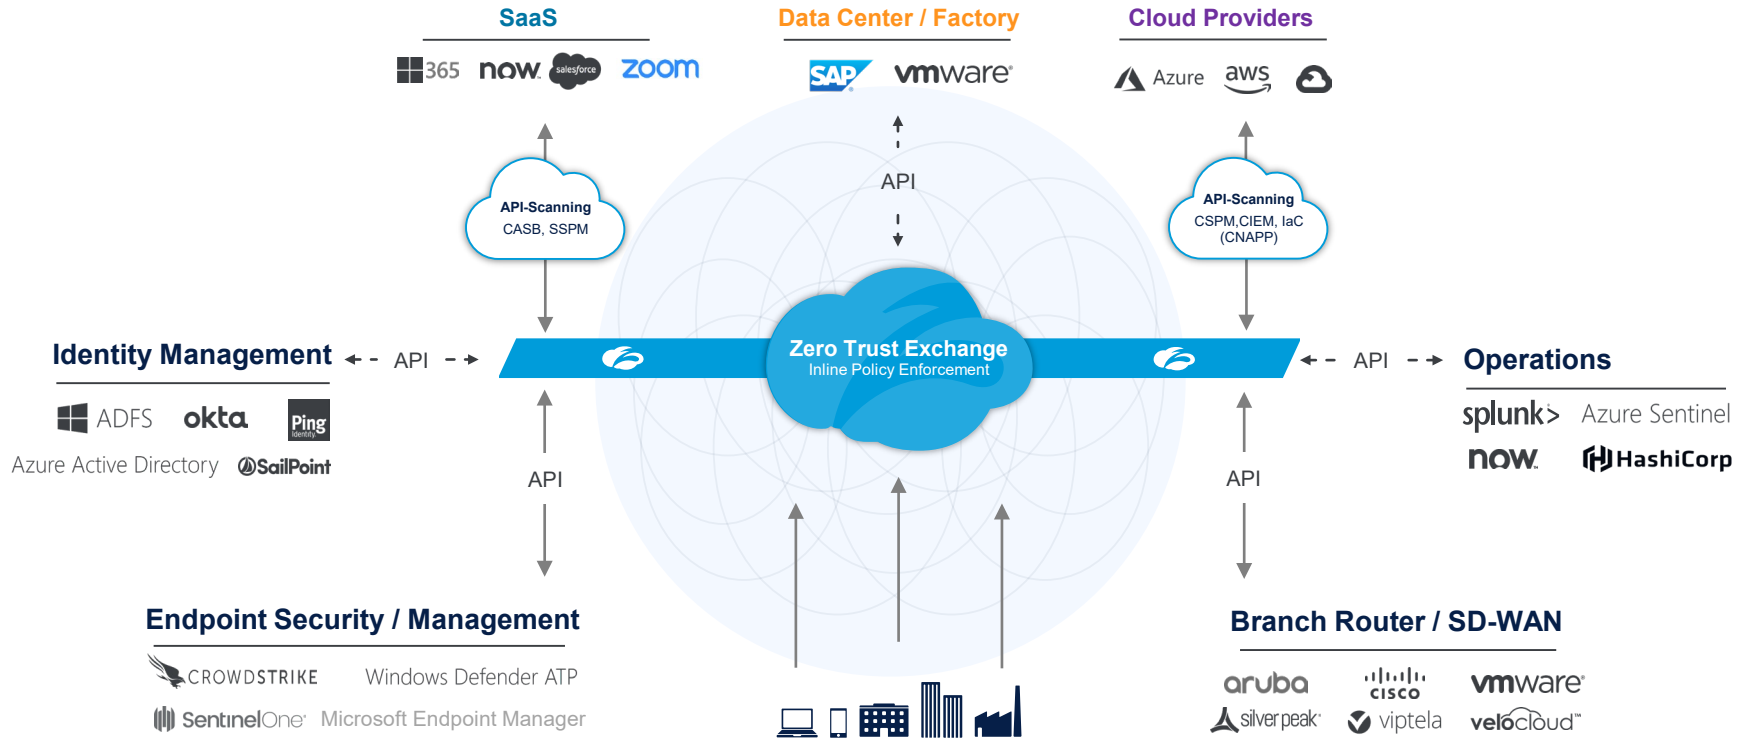 SaaS
Data Center / Factory
Cloud Providers
365
now
salesforce
zoom
SAP
vmware
Azure
aws
API
API-Scanning
CASB, SSPM
API-Scanning
CSPM,CIEM, IaC
(CNAPP)
Identity Management
API
Zero Trust Exchange
Inline Policy Enforcement
API
Operations
ADFS
okta
Ping
Identity.
Azure Active Directory
SailPoint
splunk>
Azure Sentinel
now
HashiCorp
API
API
Endpoint Security / Management
CROWDSTRIKE
Windows Defender ATP
SentinelOne
Microsoft Endpoint Manager
Branch Router / SD-WAN
aruba
cisco
vmware
silver peak
viptela
velocloud™